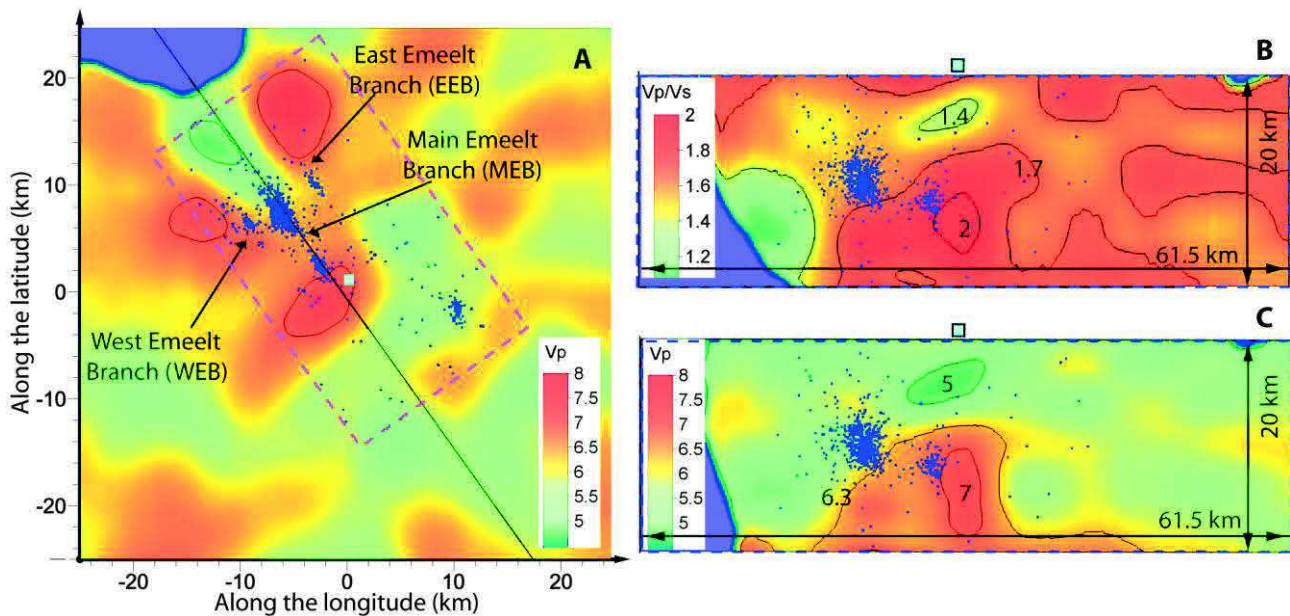 A
East Emeelt
Branch (EEB)
Main Emeelt
Branch (MEB)
West Emeelt
Branch (WEB)
Along the latitude (km)
20
10
0
-10
-20
-20
-10
0
10
20
Along the longitude (km)
Vp
8
7.5
7
6.5
6
5.5
5
B
Vp/Vs
2
1.8
1.6
1.4
1.2
1.4
1.7
2
20 km
61.5 km
C
Vp
8
7.5
7
6.5
6
5.5
5
5
6.3
7
20 km
61.5 km